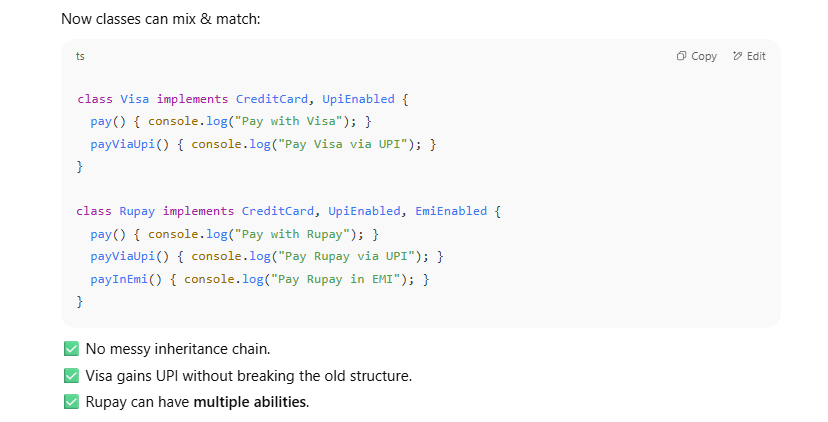 Now classes can mix & match:
ts
Copy
Edit
class Visa implements CreditCard, UpiEnabled {
  pay() { console.log("Pay with Visa"); }
  payViaUpi() { console.log("Pay Visa via UPI"); }
}
class Rupay implements CreditCard, UpiEnabled, EmiEnabled {
  pay() { console.log("Pay with Rupay"); }
  payViaUpi() { console.log("Pay Rupay via UPI"); }
  payInEmi() { console.log("Pay Rupay in EMI"); }
}
✅ No messy inheritance chain.
✅ Visa gains UPI without breaking the old structure.
✅ Rupay can have multiple abilities.